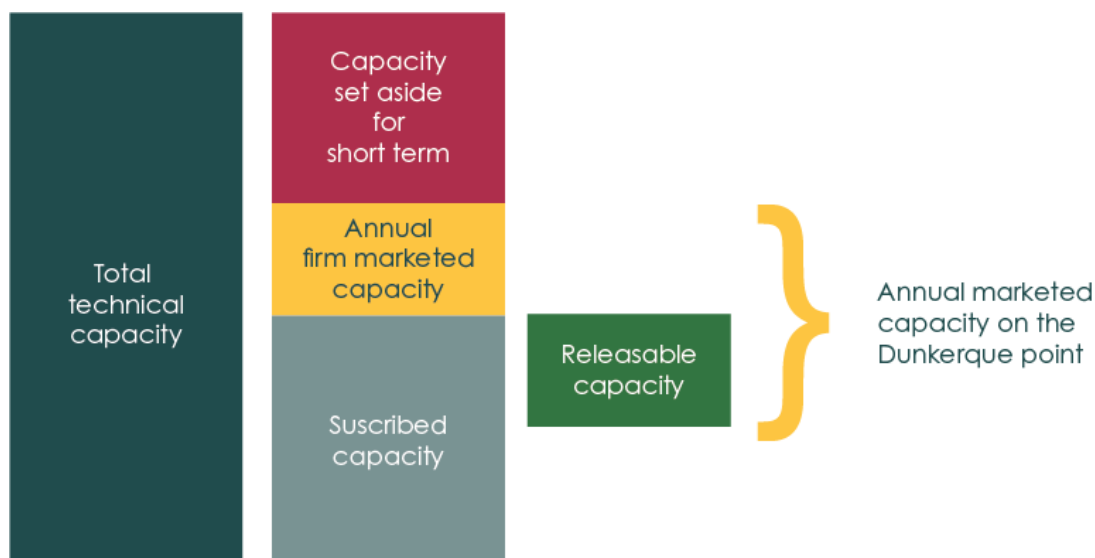 Total
technical
capacity
Capacity
set aside
for
short term
Annual
firm marketed
capacity
Suscribed
capacity
Releasable
capacity
Annual marketed
capacity on the
Dunkerque point